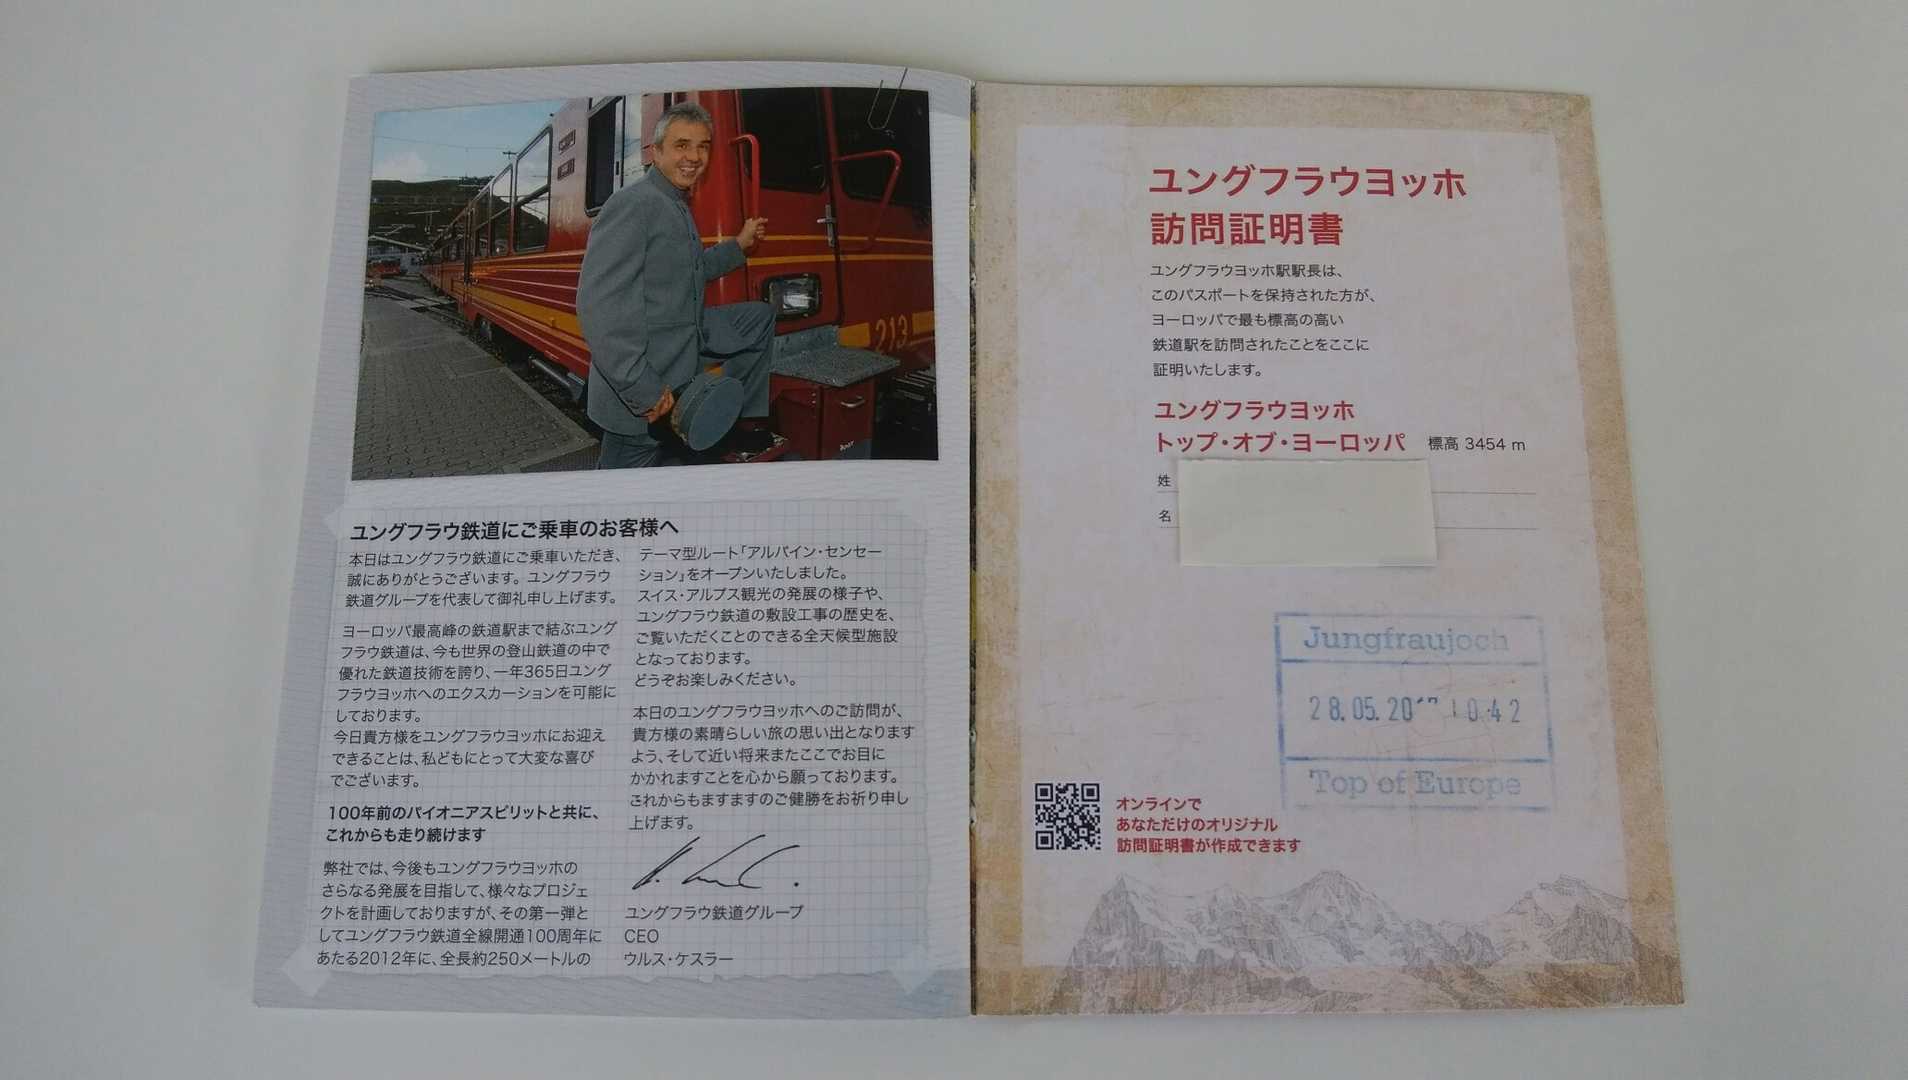 213
ユングフラウ鉄道にご乗車のお客様へ
本日はユングフラウ鉄道にご乗車いただき、
誠にありがとうございます。ユングフラウ
鉄道グループを代表して御礼申し上げます。
ヨーロッパ最高峰の鉄道駅まで結ぶユング
フラウ鉄道は、今も世界の登山鉄道の中で
優れた鉄道技術を誇り、一年365日ユング
フラウヨッホへのエクスカーションを可能に
しております。
今日貴方様をユングフラウヨッホにお迎え
できることは、私どもにとって大変な喜び
でございます。
100年前のパイオニアスピリットと共に、
これからも走り続けます
弊社では、今後もユングフラウヨッホの
さらなる発展を目指して、様々なプロジェ
クトを計画しておりますが、その第一弾と
してユングフラウ鉄道全線開通100周年に
あたる2012年に、全長約250メートルの
テーマ型ルート「アルパイン・センセー
ション」をオープンいたしました。
スイス・アルプス観光の発展の様子や、
ユングフラウ鉄道の敷設工事の歴史を、
ご覧いただくことのできる全天候型施設
となっております。
どうぞお楽しみください。
本日のユングフラウヨッホへのご訪問が、
貴方様の素晴らしい旅の思い出となります
よう、そして近い将来またここでお目に
かかれますことを心から願っております。
これからもますますのご健勝をお祈り申し
上げます。
ユングフラウ鉄道グループ
CEO
ウルス・ケスラー
ユングフラウヨッホ
訪問証明書
ユングフラウヨッホ駅駅長は、
このパスポートを保持された方が、
ヨーロッパで最も標高の高い
鉄道駅を訪問されたことをここに
証明いたします。
ユングフラウヨッホ
トップ・オブ・ヨーロッパ 標高 3454 m
姓
名
Jungfraujoch
28.05.20
Top of Europe
オンラインで
あなただけのオリジナル
訪問証明書が作成できます